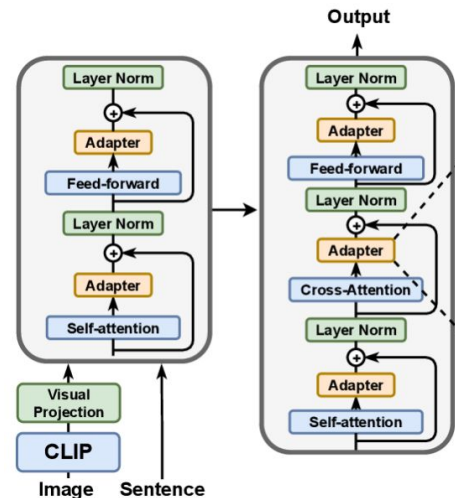 Output
Layer Norm
Adapter
Feed-forward
Layer Norm
Adapter
Self-attention
Visual
Projection
CLIP
Image
Sentence
Layer Norm
Adapter
Feed-forward
Layer Norm
Adapter
Cross-Attention
Layer Norm
Adapter
Self-attention